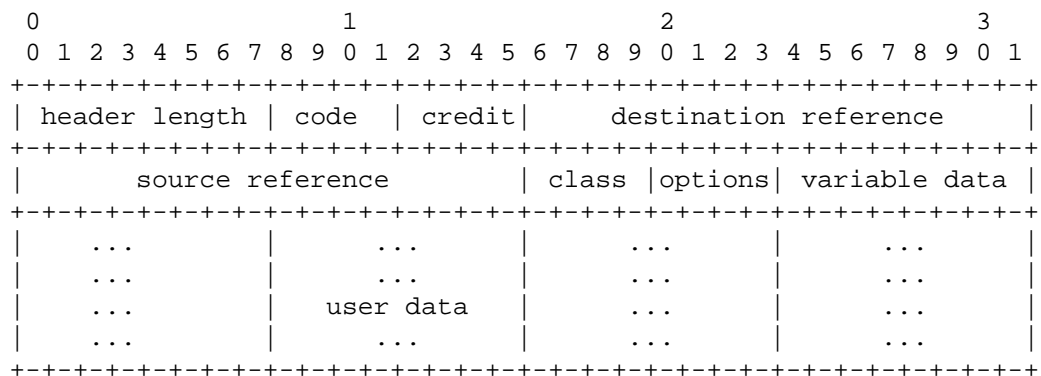 0                   1                   2                   3
 0 1 2 3 4 5 6 7 8 9 0 1 2 3 4 5 6 7 8 9 0 1 2 3 4 5 6 7 8 9 0 1
+-+-+-+-+-+-+-+-+-+-+-+-+-+-+-+-+-+-+-+-+-+-+-+-+-+-+-+-+-+-+-+-+
| header length | code  | credit|     destination reference     |
+-+-+-+-+-+-+-+-+-+-+-+-+-+-+-+-+-+-+-+-+-+-+-+-+-+-+-+-+-+-+-+-+
|       source reference        | class |options| variable data |
+-+-+-+-+-+-+-+-+-+-+-+-+-+-+-+-+-+-+-+-+-+-+-+-+-+-+-+-+-+-+-+-+
|    ...        |      ...      |      ...      |      ...      |
|    ...        |      ...      |      ...      |      ...      |
|    ...        |   user data   |      ...      |      ...      |
|    ...        |      ...      |      ...      |      ...      |
+-+-+-+-+-+-+-+-+-+-+-+-+-+-+-+-+-+-+-+-+-+-+-+-+-+-+-+-+-+-+-+-+